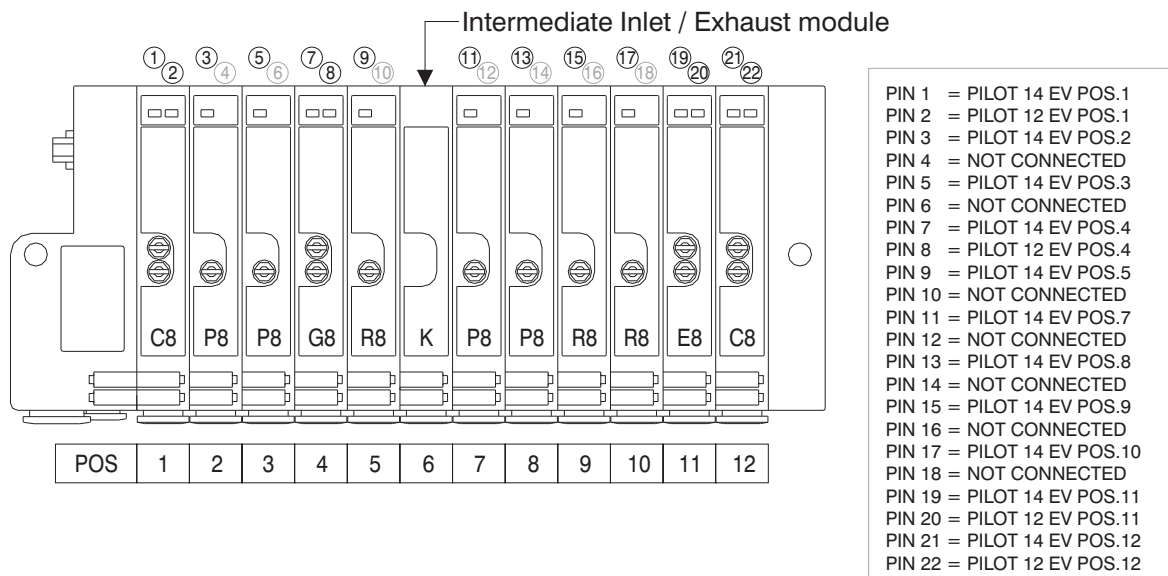 Intermediate Inlet / Exhaust module
1 2 3 4 5 6 7 8 9 10 11 12 13 14 15 16 17 18 19 20 21 22
C8 P8 P8 G8 R8 K P8 P8 R8 R8 E8 C8
POS 1 2 3 4 5 6 7 8 9 10 11 12
PIN 1 = PILOT 14 EV POS.1
PIN 2 = PILOT 12 EV POS.1
PIN 3 = PILOT 14 EV POS.2
PIN 4 = NOT CONNECTED
PIN 5 = PILOT 14 EV POS.3
PIN 6 = NOT CONNECTED
PIN 7 = PILOT 14 EV POS.4
PIN 8 = PILOT 12 EV POS.4
PIN 9 = PILOT 14 EV POS.5
PIN 10 = NOT CONNECTED
PIN 11 = PILOT 14 EV POS.7
PIN 12 = NOT CONNECTED
PIN 13 = PILOT 14 EV POS.8
PIN 14 = NOT CONNECTED
PIN 15 = PILOT 14 EV POS.9
PIN 16 = NOT CONNECTED
PIN 17 = PILOT 14 EV POS.10
PIN 18 = NOT CONNECTED
PIN 19 = PILOT 14 EV POS.11
PIN 20 = PILOT 12 EV POS.11
PIN 21 = PILOT 14 EV POS.12
PIN 22 = PILOT 12 EV POS.12